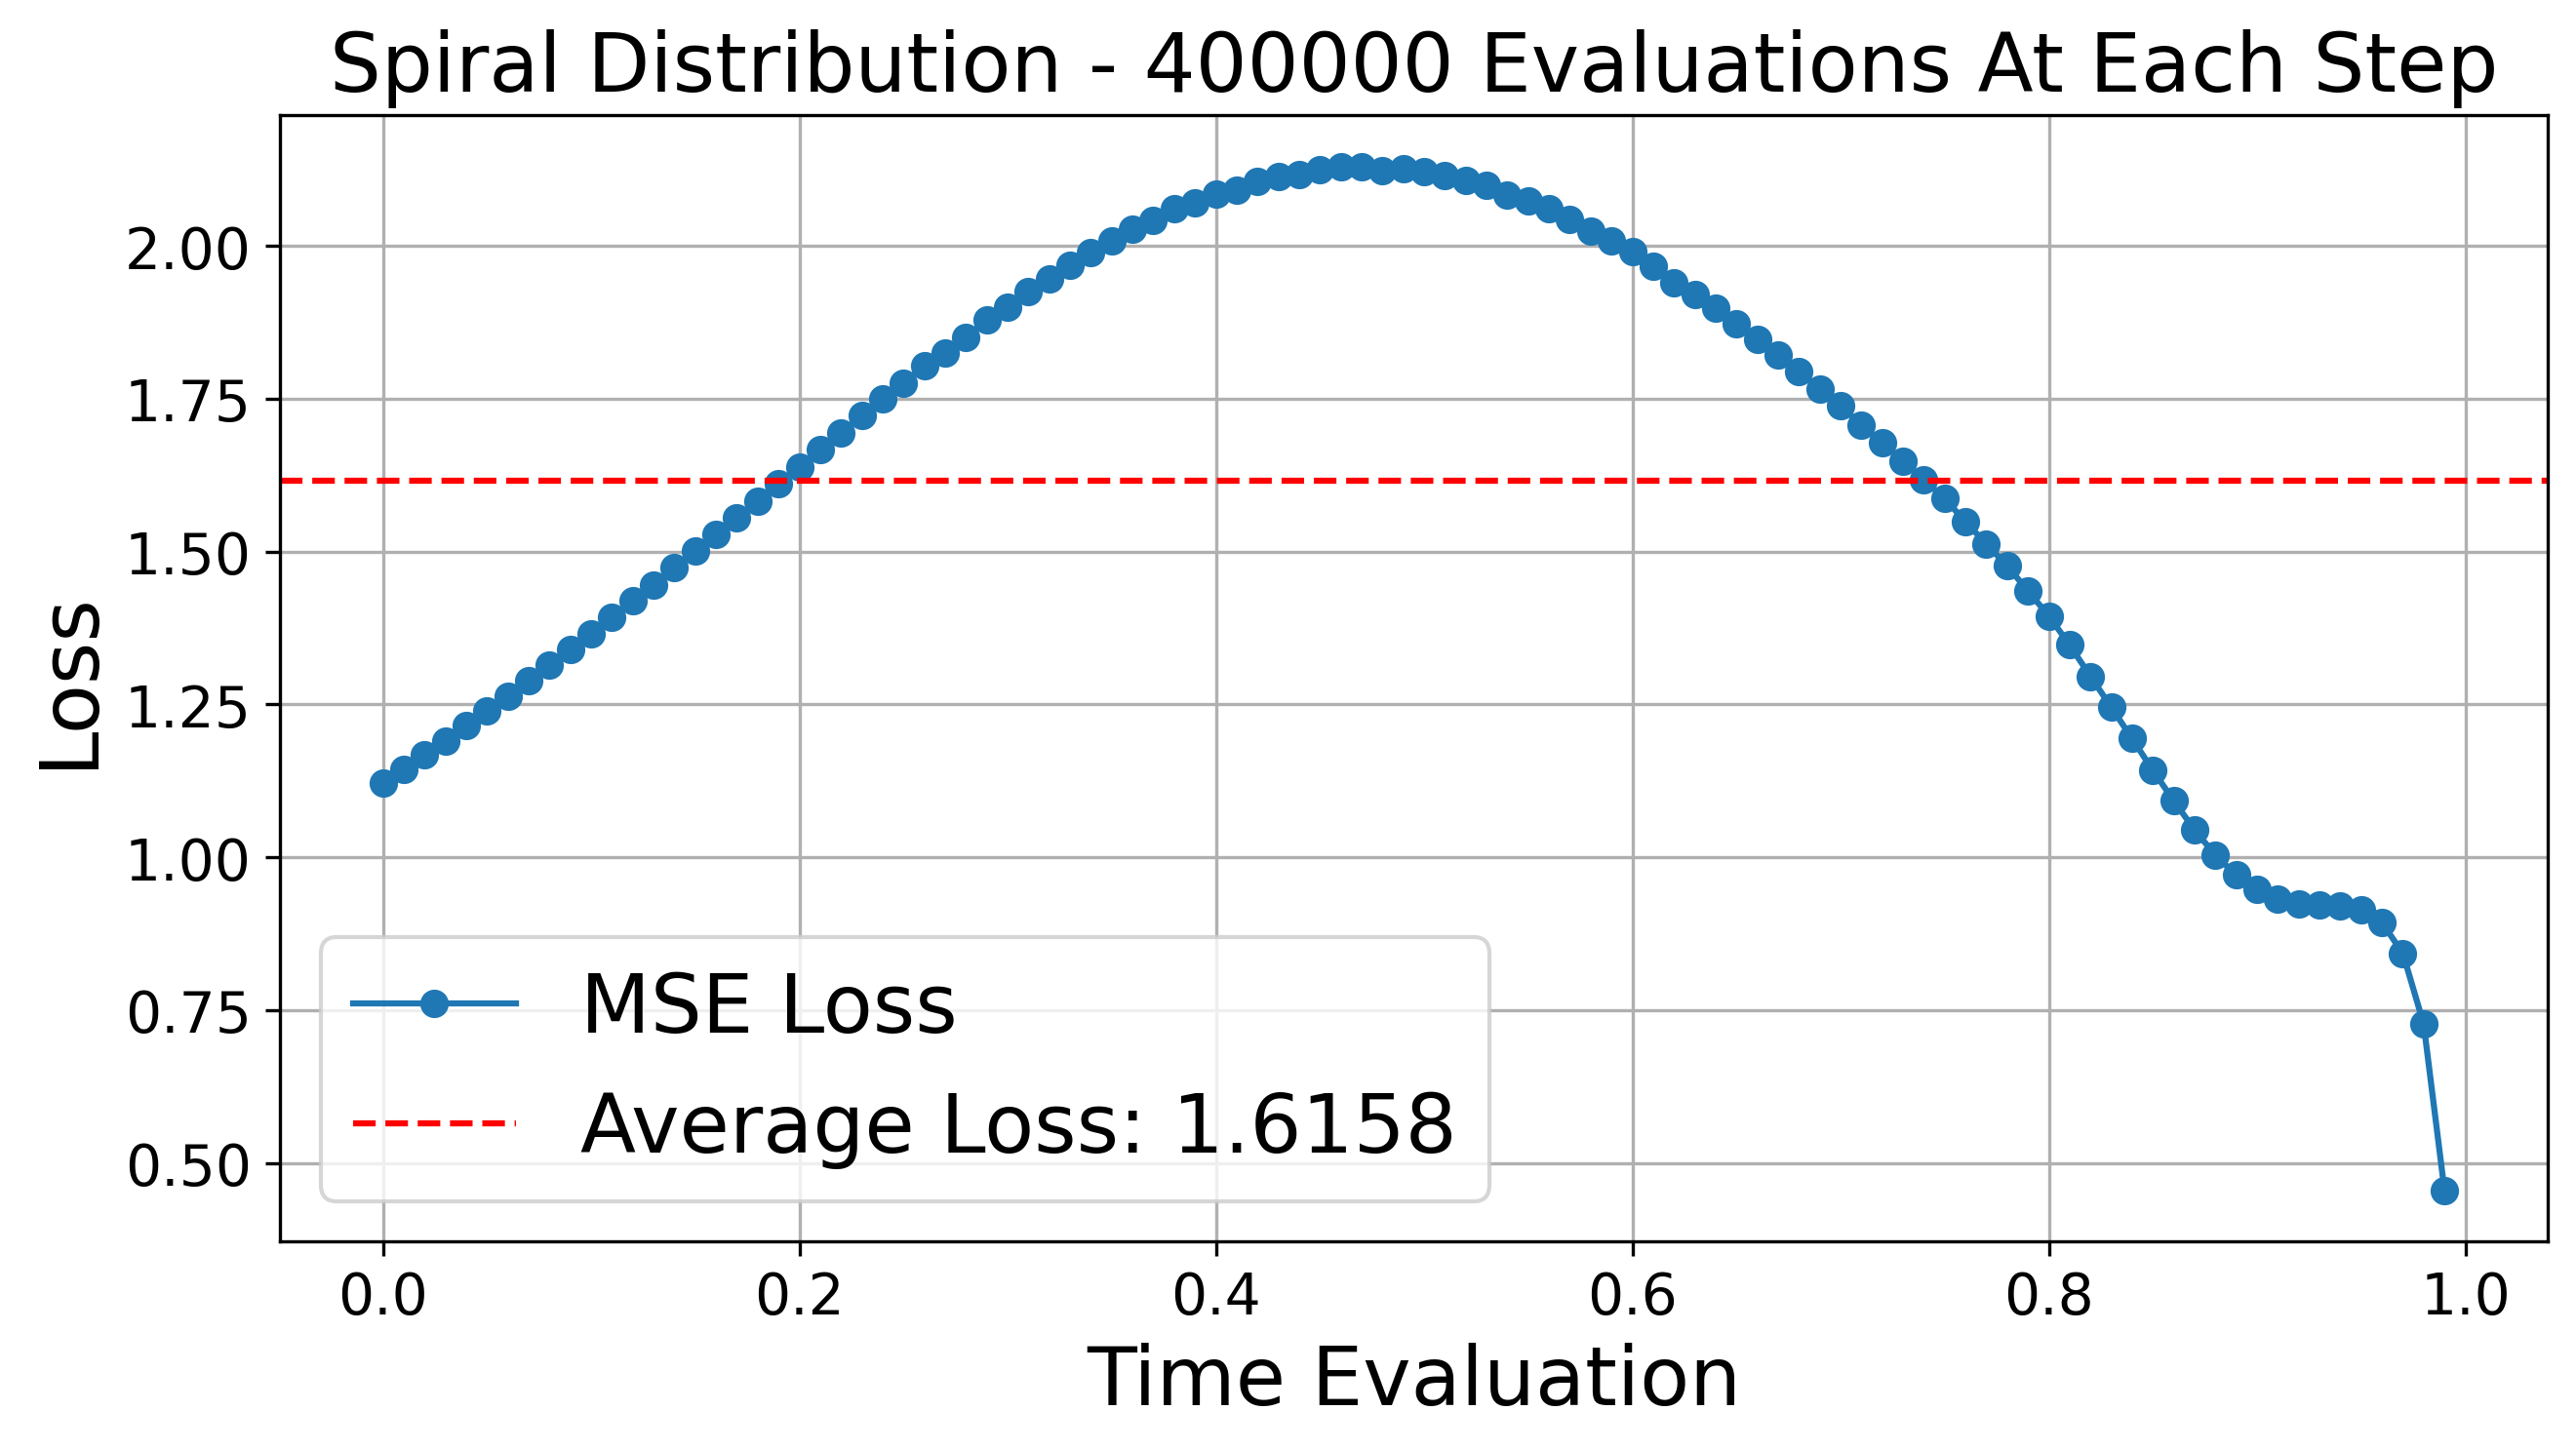 Spiral Distribution - 400000 Evaluations At Each Step
Loss
2.00
1.75
1.50
1.25
1.00
0.75
0.50
MSE Loss
Average Loss: 1.6158
0.0 0.2 0.4 0.6 0.8 1.0
Time Evaluation